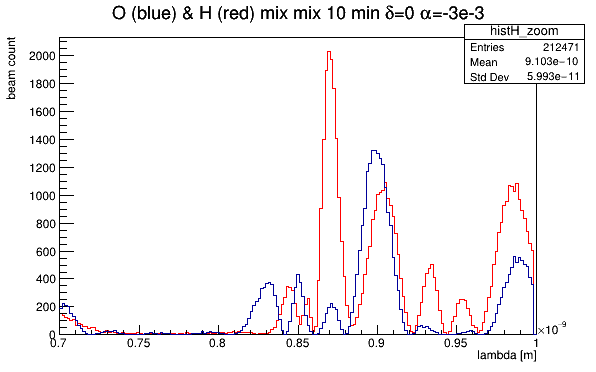 O (blue) & H (red) mix mix 10 min δ=0 α=-3e-3
histH_zoom
Entries 212471
Mean 9.103e-10
Std Dev 5.993e-11
beam count
2000
1800
1600
1400
1200
1000
800
600
400
200
0
0.7 0.75 0.8 0.85 0.9 0.95 1
×10⁻⁹
lambda [m]